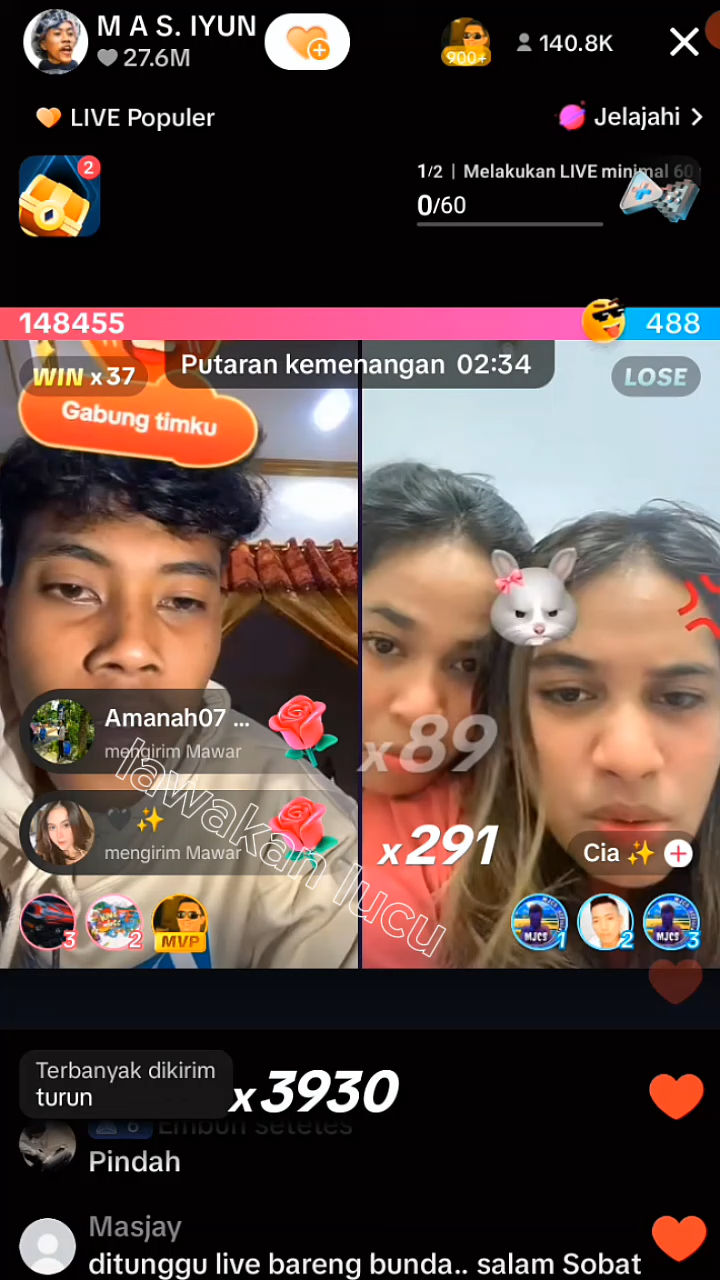 M A S. IYUN
27.6M
900+
140.8K
LIVE Populer
Jelajahi
2
1/2 | Melakukan LIVE minimal 60
0/60
148455
488
WIN x37
Putaran kemenangan 02:34
LOSE
Gabung timku
Amanah07 ...
mengirim Mawar
x89
lawakan lucu
mengirim Mawar
x291
Cia
3
2
MVP
MJCS 1
2
MJCS 3
Terbanyak dikirim
turun
x3930
6 Embun setetes
Pindah
Masjay
ditunggu live bareng bunda.. salam Sobat